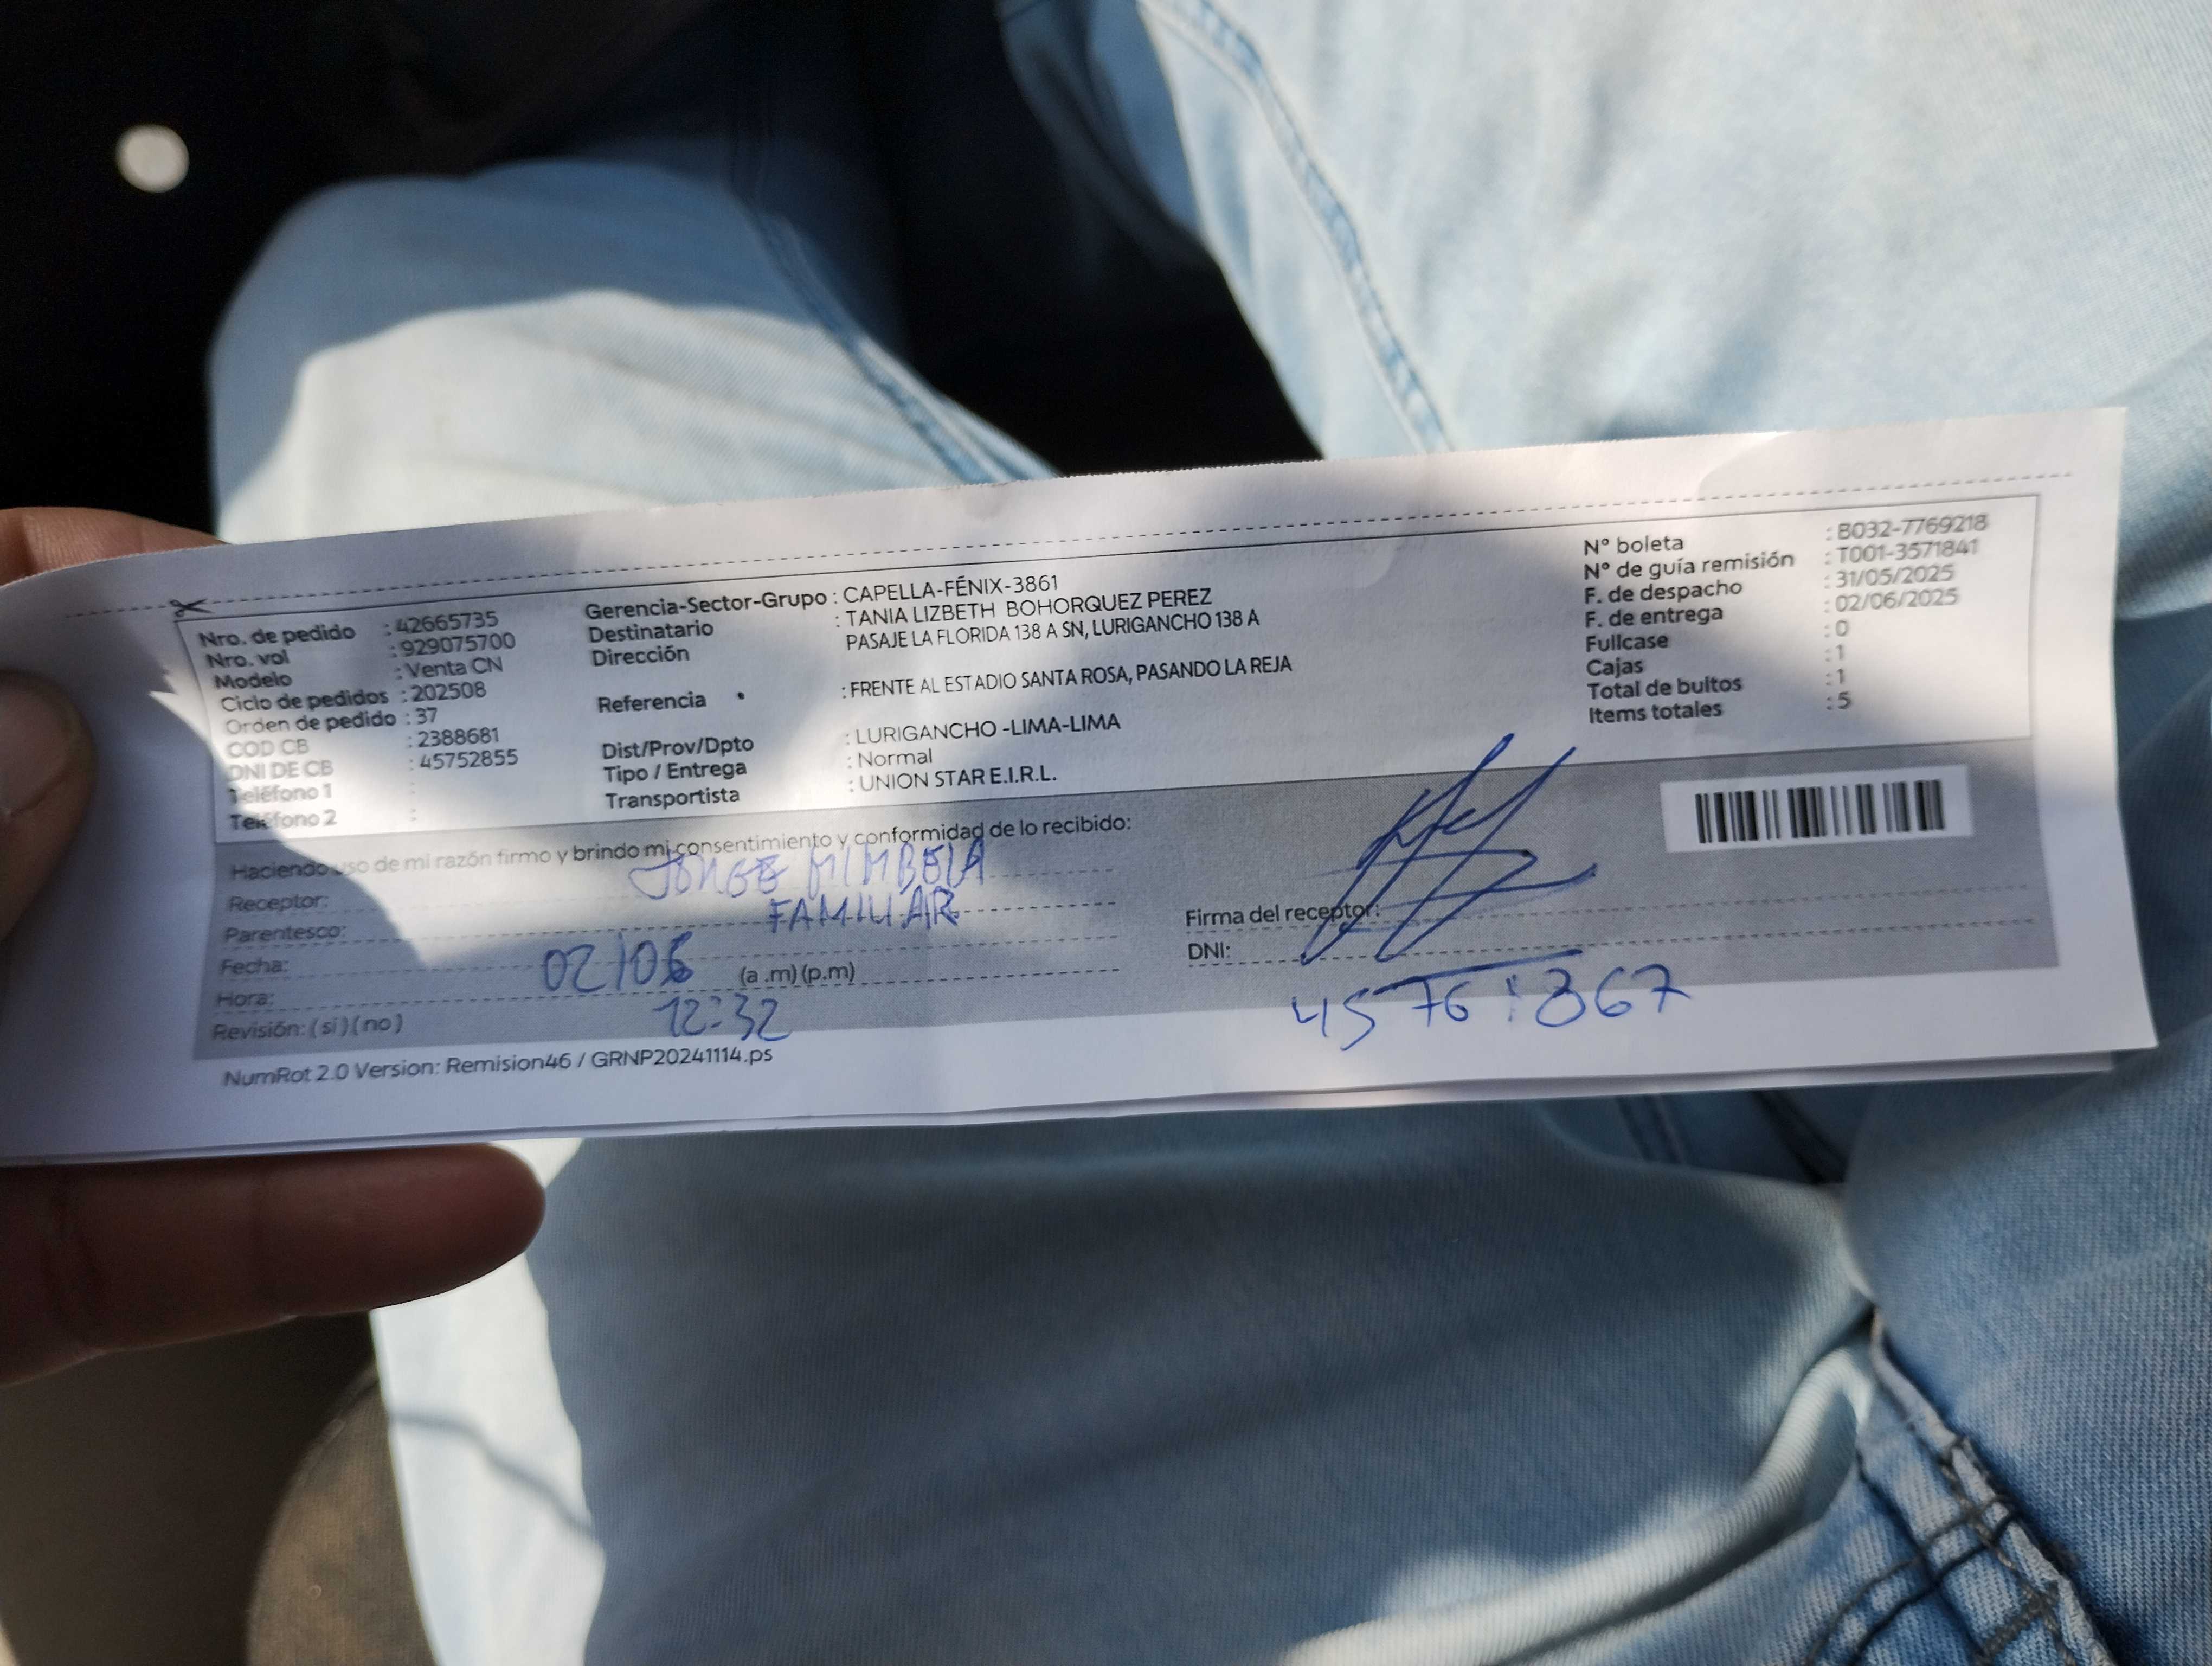 Nro. de pedido : 42665735
Nro. vol : 929075700
Modelo : Venta CN
Ciclo de pedidos : 202508
Orden de pedido : 37
COD CB : 2388681
DNI DE CB : 45752855
Teléfono 1 :
Teléfono 2 :
Gerencia-Sector-Grupo : CAPELLA-FÉNIX-3861
Destinatario : TANIA LIZBETH BOHORQUEZ PEREZ
Dirección PASAJE LA FLORIDA 138 A SN, LURIGANCHO 138 A
Referencia : FRENTE AL ESTADIO SANTA ROSA, PASANDO LA REJA
Dist/Prov/Dpto : LURIGANCHO -LIMA-LIMA
Tipo / Entrega : Normal
Transportista : UNION STAR E.I.R.L.
N° boleta : B032-7769218
N° de guía remisión : T001-3571841
F. de despacho : 31/05/2025
F. de entrega : 02/06/2025
Fullcase : 0
Cajas : 1
Total de bultos : 1
Items totales : 5
Haciendo uso de mi razón firmo y brindo mi consentimiento y conformidad de lo recibido:
Receptor: JORGE MIMBELA
Parentesco: FAMILIAR
Fecha: 02/06
Hora: (a .m) (p.m) 12:32
Revisión: ( si ) ( no )
Firma del receptor:
DNI:
NumRot 2.0 Version: Remision46 / GRNP20241114.ps